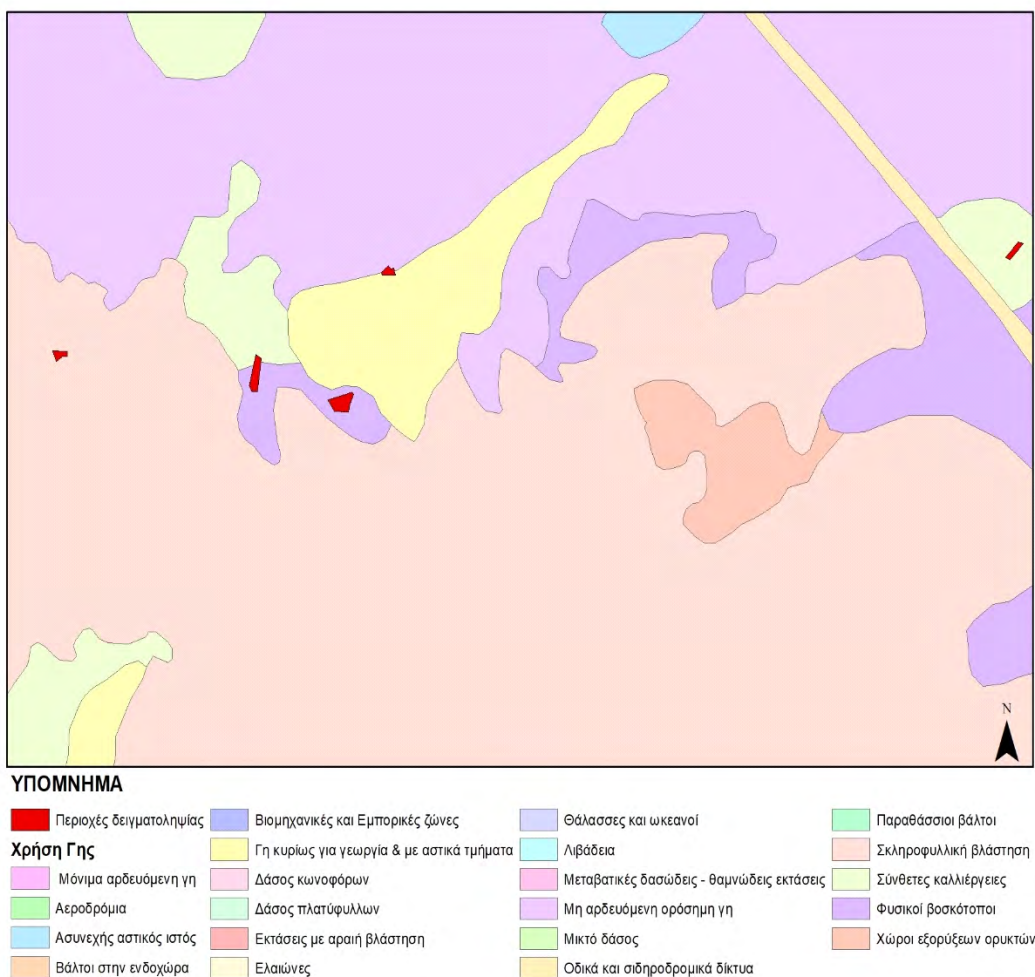 N
ΥΠΟΜΝΗΜΑ
Περιοχές δειγματοληψίας
Χρήση Γης
Μόνιμα αρδευόμενη γη
Αεροδρόμια
Ασυνεχής αστικός ιστός
Βάλτοι στην ενδοχώρα
Βιομηχανικές και Εμπορικές ζώνες
Γη κυρίως για γεωργία & με αστικά τμήματα
Δάσος κωνοφόρων
Δάσος πλατύφυλλων
Εκτάσεις με αραιή βλάστηση
Ελαιώνες
Θάλασσες και ωκεανοί
Λιβάδεια
Μεταβατικές δασώδεις - θαμνώδεις εκτάσεις
Μη αρδευόμενη ορόσημη γη
Μικτό δάσος
Οδικά και σιδηροδρομικά δίκτυα
Παραθάσσιοι βάλτοι
Σκληροφυλλική βλάστηση
Σύνθετες καλλιέργειες
Φυσικοί βοσκότοποι
Χώροι εξορύξεων ορυκτών